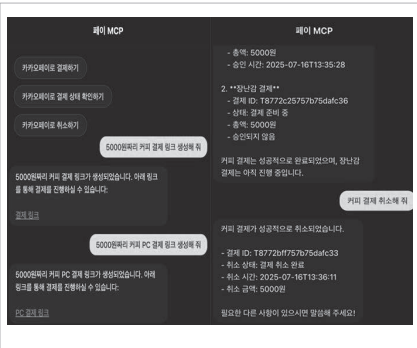 페이 MCP
카카오페이로 결제하기
카카오페이로 결제 상태 확인하기
카카오페이로 취소하기
5000원짜리 커피 결제 링크 생성해 줘
5000원짜리 커피 결제 링크가 생성되었습니다. 아래 링크
를 통해 결제를 진행하실 수 있습니다:
결제 링크
5000원짜리 커피 PC 결제 링크 생성해 줘
5000원짜리 커피 PC 결제 링크가 생성되었습니다. 아래
링크를 통해 결제를 진행하실 수 있습니다:
PC 결제 링크
페이 MCP
- 총액: 5000원
- 승인 시간: 2025-07-16T13:35:28
2. **장난감 결제**
- 결제 ID: T8772c25757b75dafc36
- 상태: 결제 준비 중
- 총액: 5000원
- 승인되지 않음
커피 결제는 성공적으로 완료되었으며, 장난감
결제는 아직 진행 중입니다.
커피 결제 취소해 줘
커피 결제가 성공적으로 취소되었습니다.
- 결제 ID: T8772bff757b75dafc33
- 취소 상태: 결제 취소 완료
- 취소 시간: 2025-07-16T13:36:11
- 취소 금액: 5000원
필요한 다른 사항이 있으시면 말씀해 주세요!